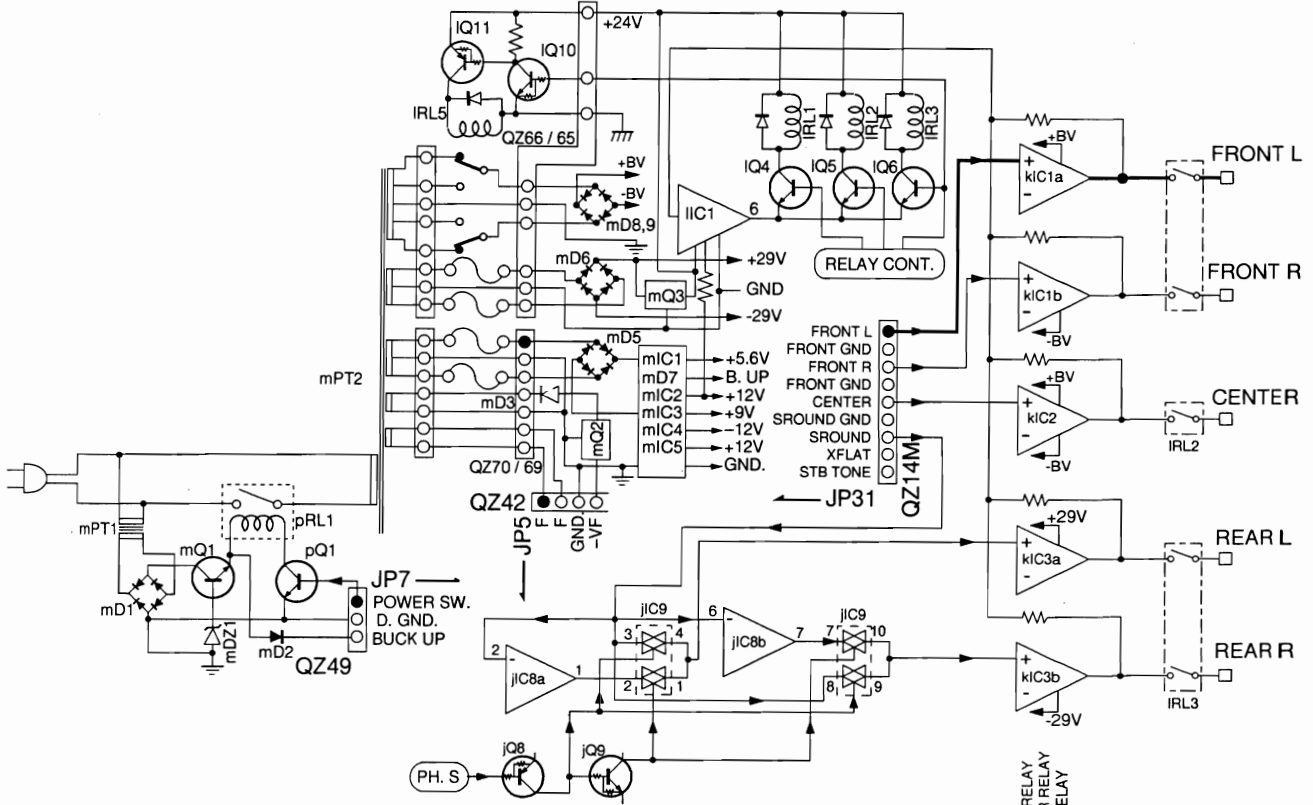 +24V
IQ11
IQ10
IRL5
QZ66 / 65
+BV
-BV
mD8,9
IIC1
6
IQ4
IQ5
IQ6
IRL1
IRL2
IRL3
RELAY CONT.
mD6
mQ3
+29V
GND
-29V
mPT2
mD5
mD3
mQ2
QZ70 / 69
mIC1
mD7
mIC2
mIC3
mIC4
mIC5
+5.6V
B. UP
+12V
+9V
-12V
+12V
GND.
QZ42
JP5
F
F
GND
-VF
FRONT L
FRONT GND
FRONT R
FRONT GND
CENTER
SROUND GND
SROUND
XFLAT
STB TONE
QZ14M
JP31
+BV
+
kIC1a
-
FRONT L
+
kIC1b
-
-BV
FRONT R
+BV
+
kIC2
-
-BV
CENTER
IRL2
+29V
+
kIC3a
-
REAR L
+
kIC3b
-
-29V
REAR R
IRL3
mPT1
pRL1
mQ1
pQ1
mD1
mDZ1
mD2
JP7
POWER SW.
D. GND.
BUCK UP
QZ49
2
-
jIC8a
1
jIC9
3
4
2
1
6
-
jIC8b
7
jIC9
7
10
8
9
PH. S
jQ8
jQ9
RELAY
R RELAY
ELAY